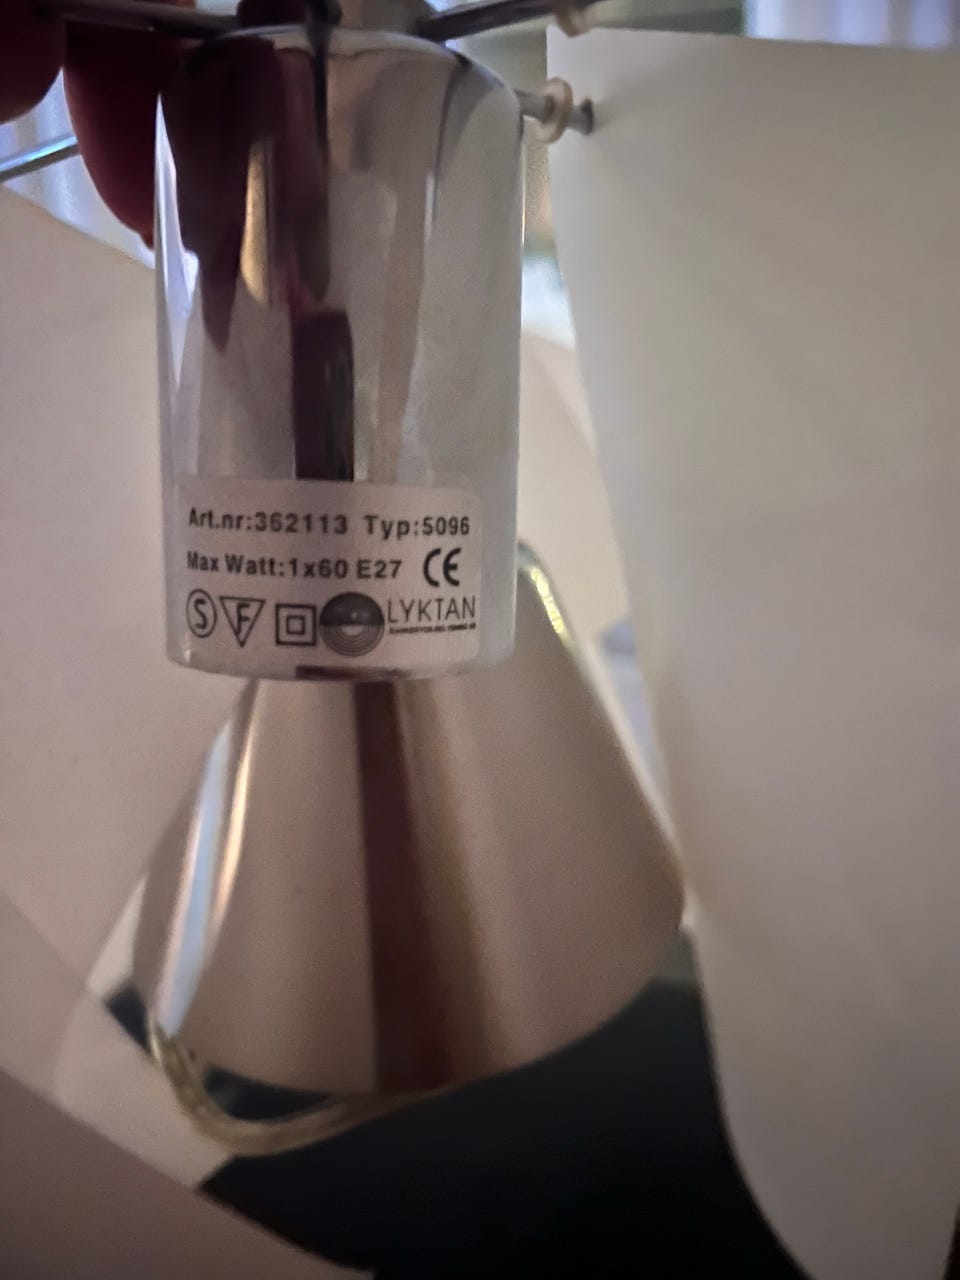 Art.nr:362113 Typ:5096
Max Watt:1x60 E27 CE
S F LYKTAN